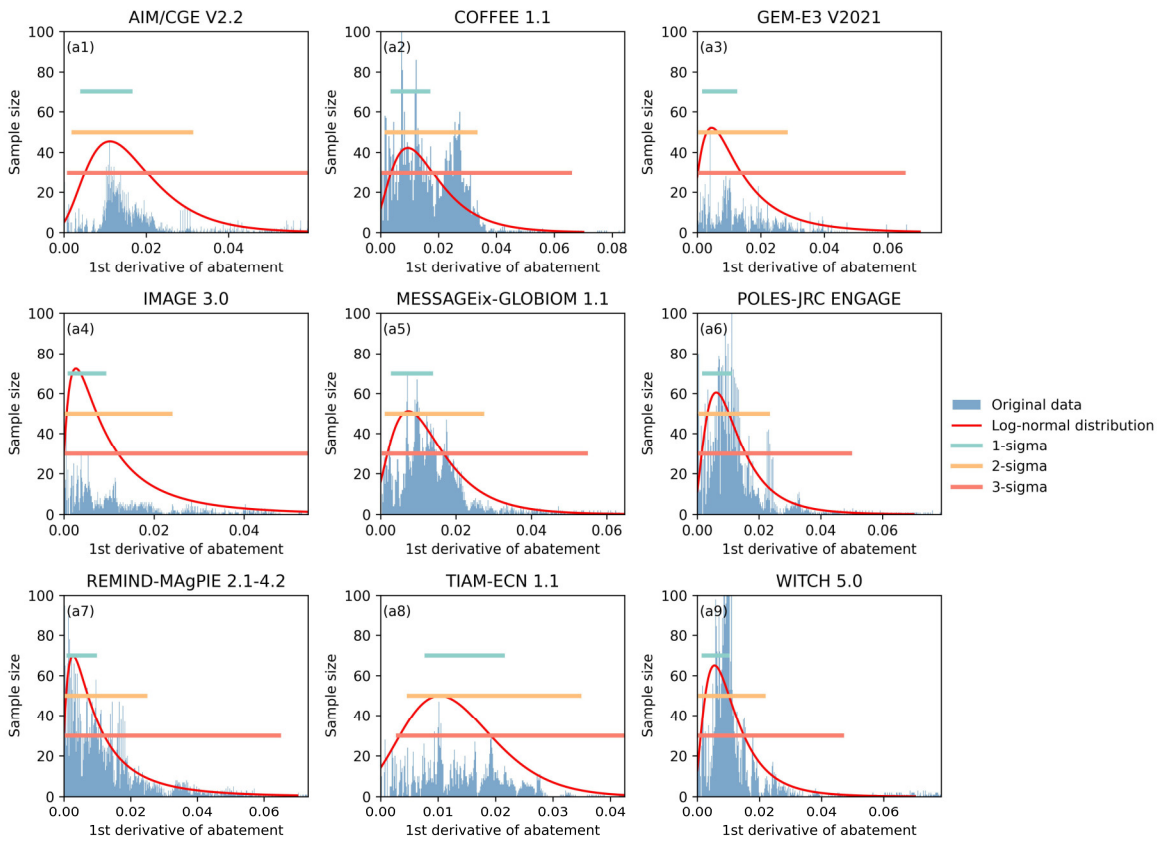 AIM/CGE V2.2
(a1)
Sample size
100
80
60
40
20
0
0.00 0.02 0.04
1st derivative of abatement
COFFEE 1.1
(a2)
Sample size
100
80
60
40
20
0
0.00 0.02 0.04 0.06 0.08
1st derivative of abatement
GEM-E3 V2021
(a3)
Sample size
100
80
60
40
20
0
0.00 0.02 0.04 0.06
1st derivative of abatement
IMAGE 3.0
(a4)
Sample size
100
80
60
40
20
0
0.00 0.02 0.04
1st derivative of abatement
MESSAGEix-GLOBIOM 1.1
(a5)
Sample size
100
80
60
40
20
0
0.00 0.02 0.04 0.06
1st derivative of abatement
POLES-JRC ENGAGE
(a6)
Sample size
100
80
60
40
20
0
0.00 0.02 0.04 0.06
1st derivative of abatement
Original data
Log-normal distribution
1-sigma
2-sigma
3-sigma
REMIND-MAgPIE 2.1-4.2
(a7)
Sample size
100
80
60
40
20
0
0.00 0.02 0.04 0.06
1st derivative of abatement
TIAM-ECN 1.1
(a8)
Sample size
100
80
60
40
20
0
0.00 0.01 0.02 0.03 0.04
1st derivative of abatement
WITCH 5.0
(a9)
Sample size
100
80
60
40
20
0
0.00 0.02 0.04 0.06
1st derivative of abatement